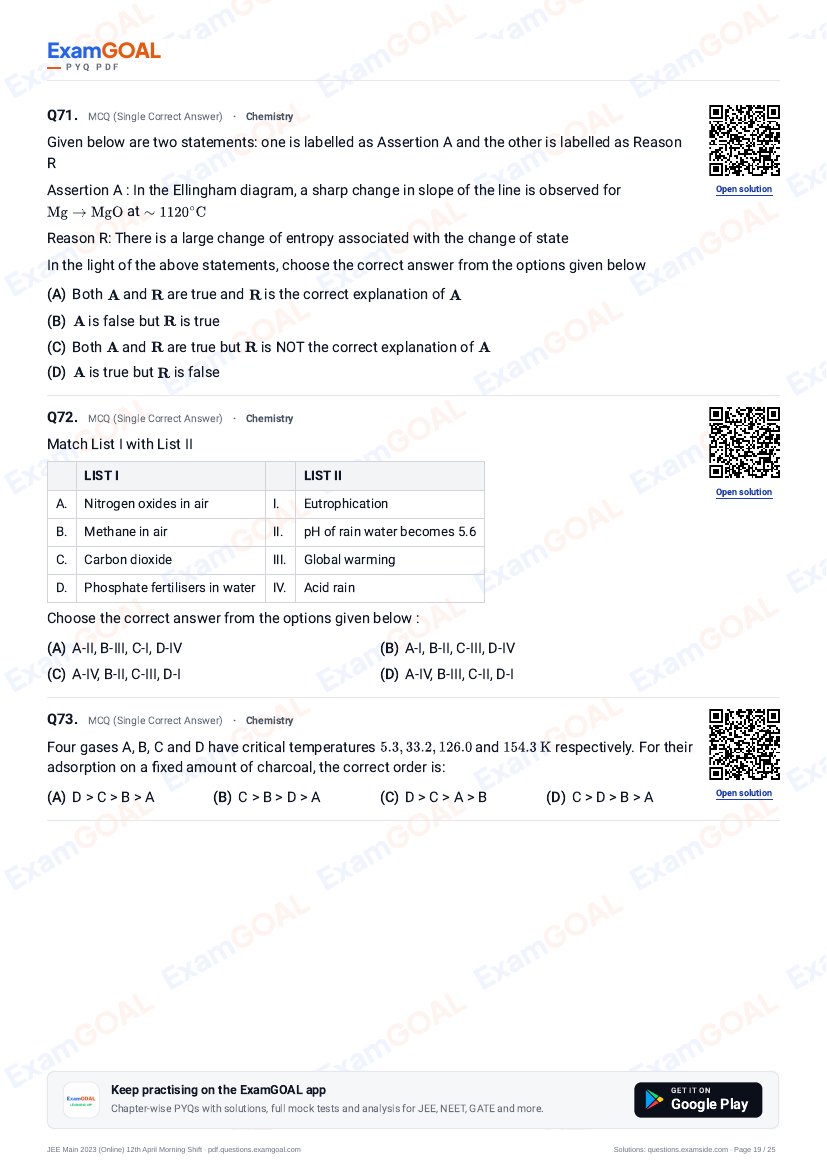 ExamGOAL
PYQ PDF
Q71. MCQ (Single Correct Answer) · Chemistry
Given below are two statements: one is labelled as Assertion A and the other is labelled as Reason
R
Open solution
Assertion A : In the Ellingham diagram, a sharp change in slope of the line is observed for
Mg → MgO at ~ 1120°C
Reason R: There is a large change of entropy associated with the change of state
In the light of the above statements, choose the correct answer from the options given below
(A) Both A and R are true and R is the correct explanation of A
(B) A is false but R is true
(C) Both A and R are true but R is NOT the correct explanation of A
(D) A is true but R is false
Q72. MCQ (Single Correct Answer) · Chemistry
Match List I with List II
LIST I LIST II
A. Nitrogen oxides in air I. Eutrophication
B. Methane in air II. pH of rain water becomes 5.6
C. Carbon dioxide III. Global warming
D. Phosphate fertilisers in water IV. Acid rain
Open solution
Choose the correct answer from the options given below :
(A) A-II, B-III, C-I, D-IV (B) A-I, B-II, C-III, D-IV
(C) A-IV, B-II, C-III, D-I (D) A-IV, B-III, C-II, D-I
Q73. MCQ (Single Correct Answer) · Chemistry
Four gases A, B, C and D have critical temperatures 5.3, 33.2, 126.0 and 154.3 K respectively. For their
adsorption on a fixed amount of charcoal, the correct order is:
(A) D > C > B > A (B) C > B > D > A (C) D > C > A > B (D) C > D > B > A
Open solution
Keep practising on the ExamGOAL app
Chapter-wise PYQs with solutions, full mock tests and analysis for JEE, NEET, GATE and more.
GET IT ON
Google Play
JEE Main 2023 (Online) 12th April Morning Shift · pdf.questions.examgoal.com Solutions: questions.examside.com · Page 19 / 25